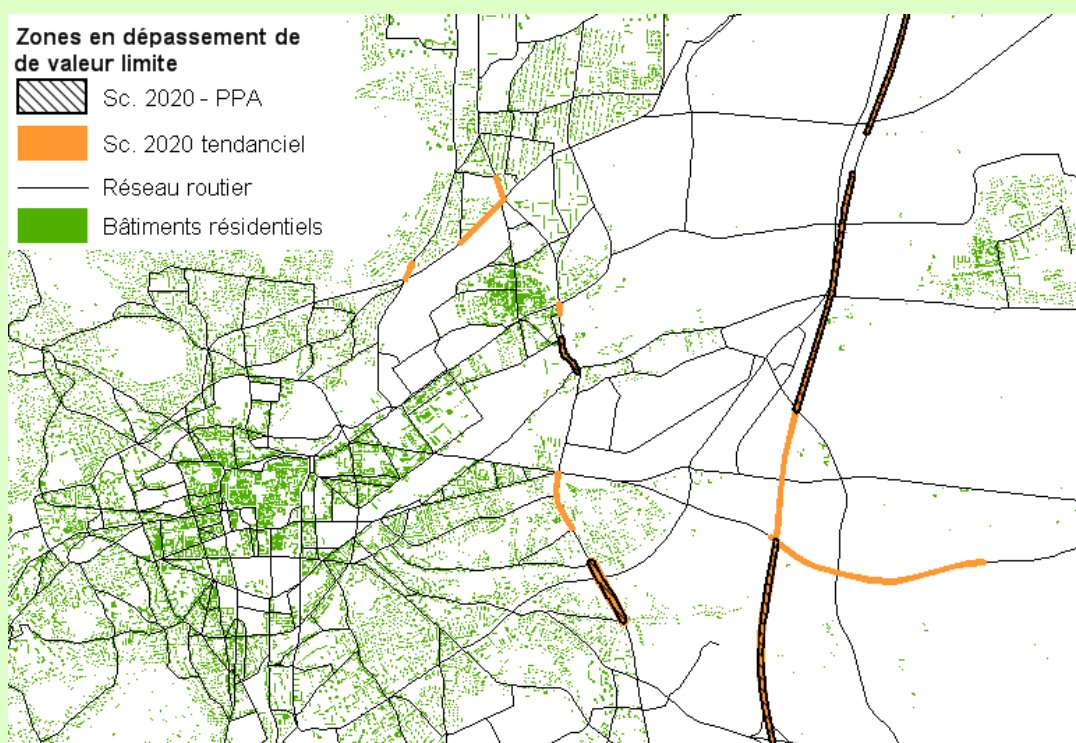 Zones en dépassement de
de valeur limite
Sc. 2020 - PPA
Sc. 2020 tendanciel
Réseau routier
Bâtiments résidentiels